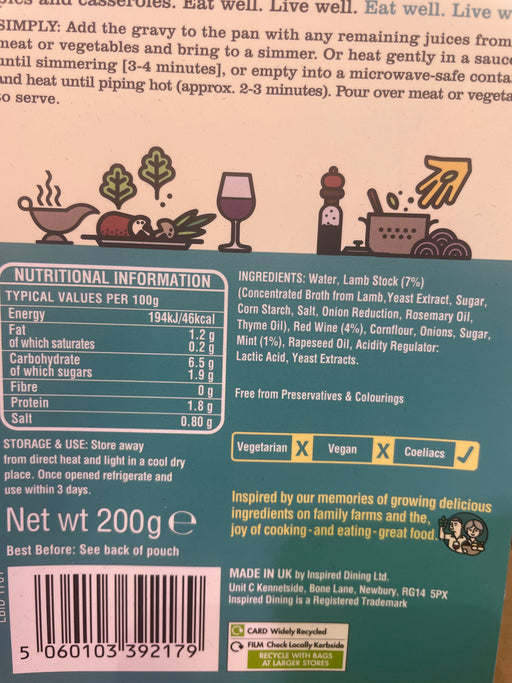 pies and casseroles. Eat well. Live well. Eat well. Live w
SIMPLY: Add the gravy to the pan with any remaining juices from
meat or vegetables and bring to a simmer. Or heat gently in a sauce
until simmering [3-4 minutes], or empty into a microwave-safe conta
and heat until piping hot (approx. 2-3 minutes). Pour over meat or vegeta
to serve.
NUTRITIONAL INFORMATION
TYPICAL VALUES PER 100g
Energy 194kJ/46kcal
Fat 1.2 g
of which saturates 0.2 g
Carbohydrate 6.5 g
of which sugars 1.9 g
Fibre 0 g
Protein 1.8 g
Salt 0.80 g
STORAGE & USE: Store away
from direct heat and light in a cool dry
place. Once opened refrigerate and
use within 3 days.
Net wt 200g e
Best Before: See back of pouch
5 060103 392179
INGREDIENTS: Water, Lamb Stock (7%)
(Concentrated Broth from Lamb, Yeast Extract, Sugar,
Corn Starch, Salt, Onion Reduction, Rosemary Oil,
Thyme Oil), Red Wine (4%), Cornflour, Onions, Sugar,
Mint (1%), Rapeseed Oil, Acidity Regulator:
Lactic Acid, Yeast Extracts.
Free from Preservatives & Colourings
Vegetarian X Vegan X Coeliacs ✓
Inspired by our memories of growing delicious
ingredients on family farms and the,
joy of cooking - and eating - great food.
MADE IN UK by Inspired Dining Ltd.
Unit C Kennetside, Bone Lane, Newbury, RG14 5PX
Inspired Dining is a Registered Trademark
CARD Widely Recycled
FILM Check Locally Kerbside
RECYCLE WITH BAGS
AT LARGER STORES